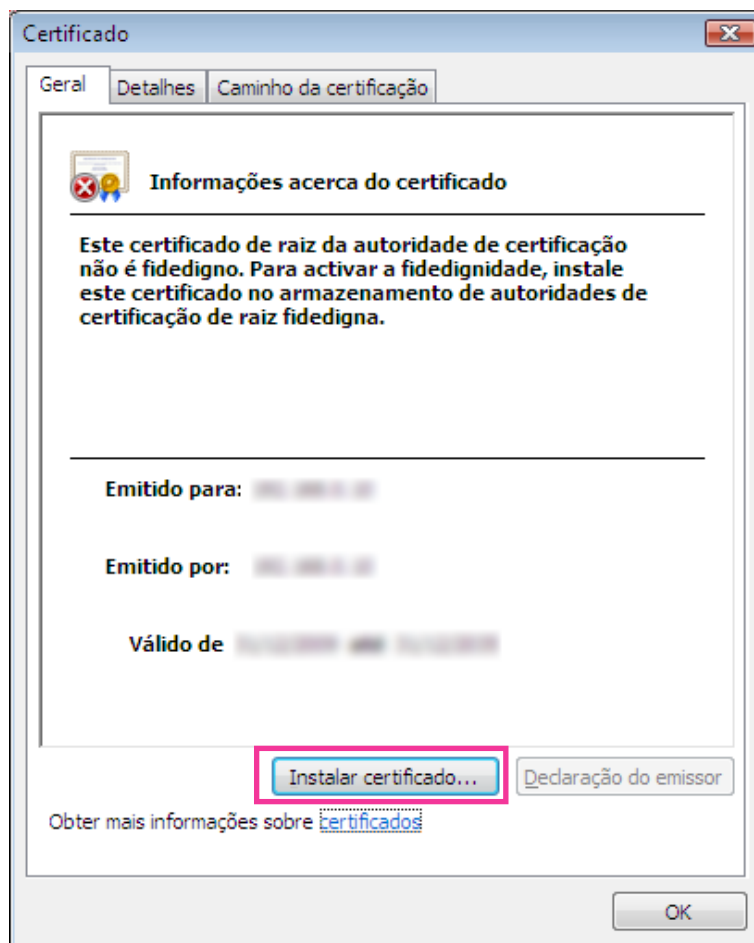 Certificado
Geral
Detalhes
Caminho da certificação
Informações acerca do certificado
Este certificado de raiz da autoridade de certificação
não é fidedigno. Para activar a fidedignidade, instale
este certificado no armazenamento de autoridades de
certificação de raiz fidedigna.
Emitido para:
Emitido por:
Válido de
Instalar certificado...
Declaração do emissor
Obter mais informações sobre certificados
OK